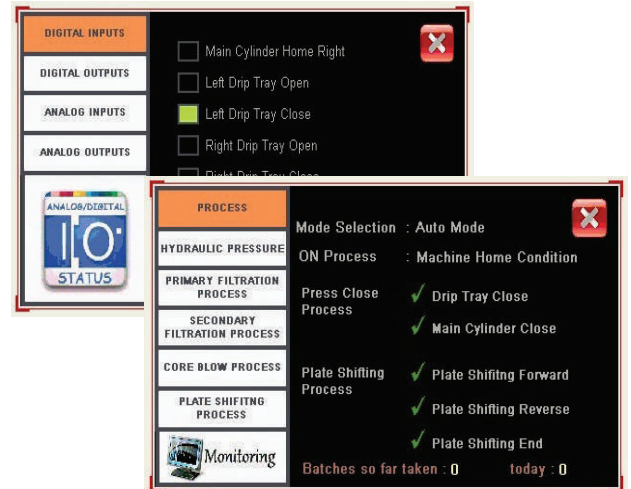 DIGITAL INPUTS
DIGITAL OUTPUTS
ANALOG INPUTS
ANALOG OUTPUTS
ANALOG/DIGITAL
IO
STATUS
Main Cylinder Home Right
Left Drip Tray Open
Left Drip Tray Close
Right Drip Tray Open
Right Drip Tray Close
PROCESS
HYDRAULIC PRESSURE
PRIMARY FILTRATION
PROCESS
SECONDARY
FILTRATION PROCESS
CORE BLOW PROCESS
PLATE SHIFITNG
PROCESS
Monitoring
Mode Selection : Auto Mode
ON Process : Machine Home Condition
Press Close
Process
Drip Tray Close
Main Cylinder Close
Plate Shifting
Process
Plate Shifitng Forward
Plate Shifting Reverse
Plate Shifting End
Batches so far taken : 0 today : 0